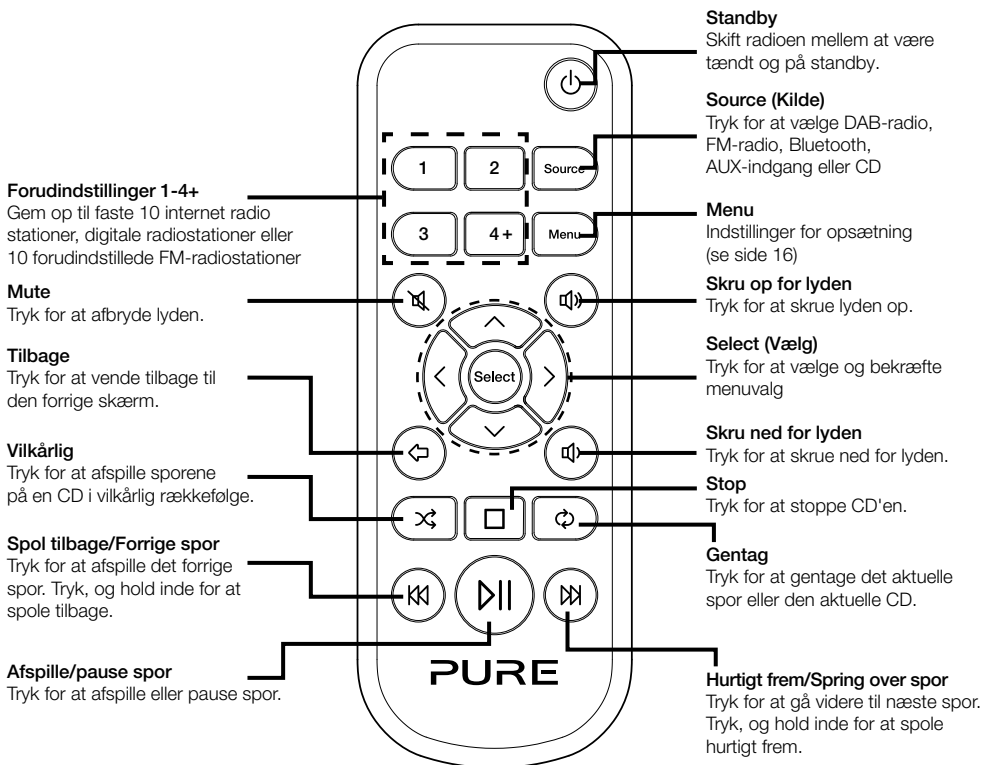 Standby
Skift radioen mellem at være
tændt og på standby.
Source (Kilde)
Tryk for at vælge DAB-radio,
FM-radio, Bluetooth,
AUX-indgang eller CD
Menu
Indstillinger for opsætning
(se side 16)
Skru op for lyden
Tryk for at skrue lyden op.
Select (Vælg)
Tryk for at vælge og bekræfte
menuvalg
Skru ned for lyden
Tryk for at skrue ned for lyden.
Stop
Tryk for at stoppe CD'en.
Gentag
Tryk for at gentage det aktuelle
spor eller den aktuelle CD.
Hurtigt frem/Spring over spor
Tryk for at gå videre til næste spor.
Tryk, og hold inde for at spole
hurtigt frem.
Forudindstillinger 1-4+
Gem op til faste 10 internet radio
stationer, digitale radiostationer eller
10 forudindstillede FM-radiostationer
Mute
Tryk for at afbryde lyden.
Tilbage
Tryk for at vende tilbage til
den forrige skærm.
Vilkårlig
Tryk for at afspille sporene
på en CD i vilkårlig rækkefølge.
Spol tilbage/Forrige spor
Tryk for at afspille det forrige
spor. Tryk, og hold inde for at
spole tilbage.
Afspille/pause spor
Tryk for at afspille eller pause spor.
1 2 Source
3 4+ Menu
Select
PURE